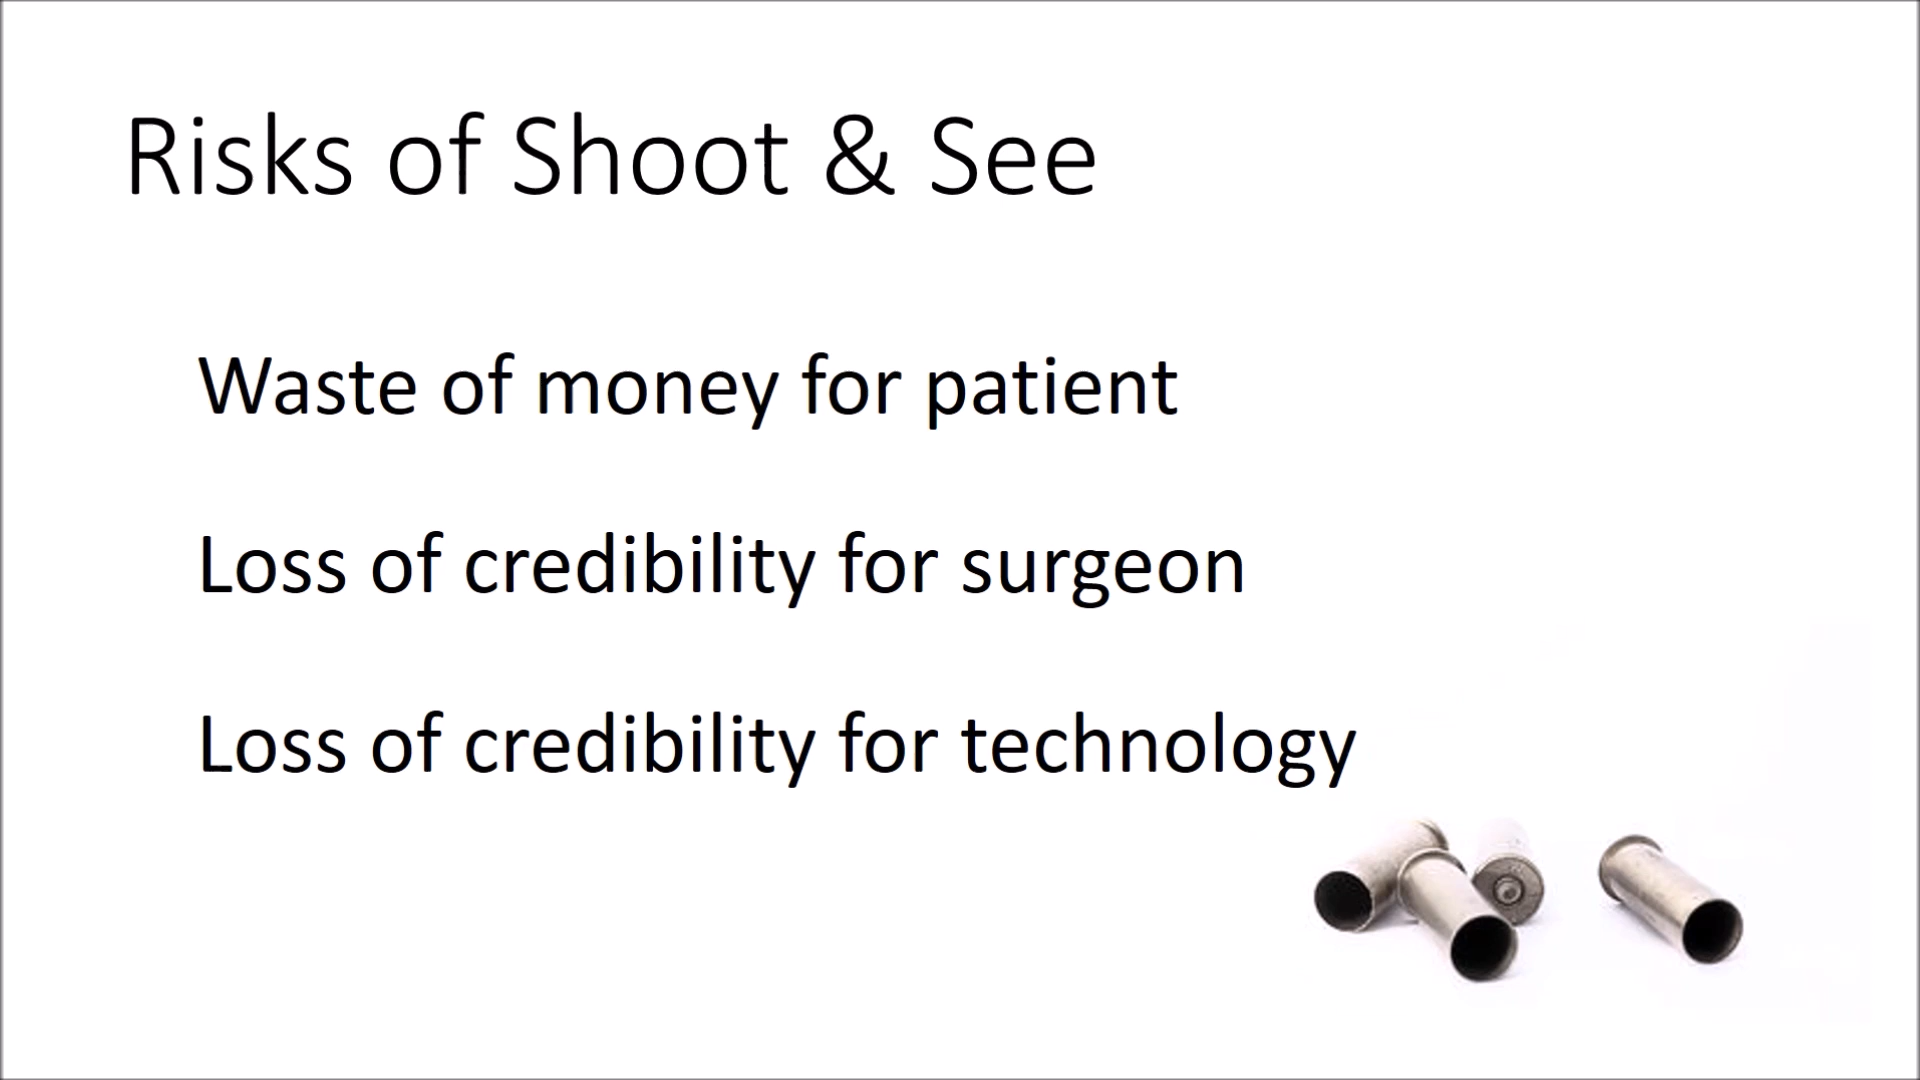 Risks of Shoot & See
Waste of money for patient
Loss of credibility for surgeon
Loss of credibility for technology